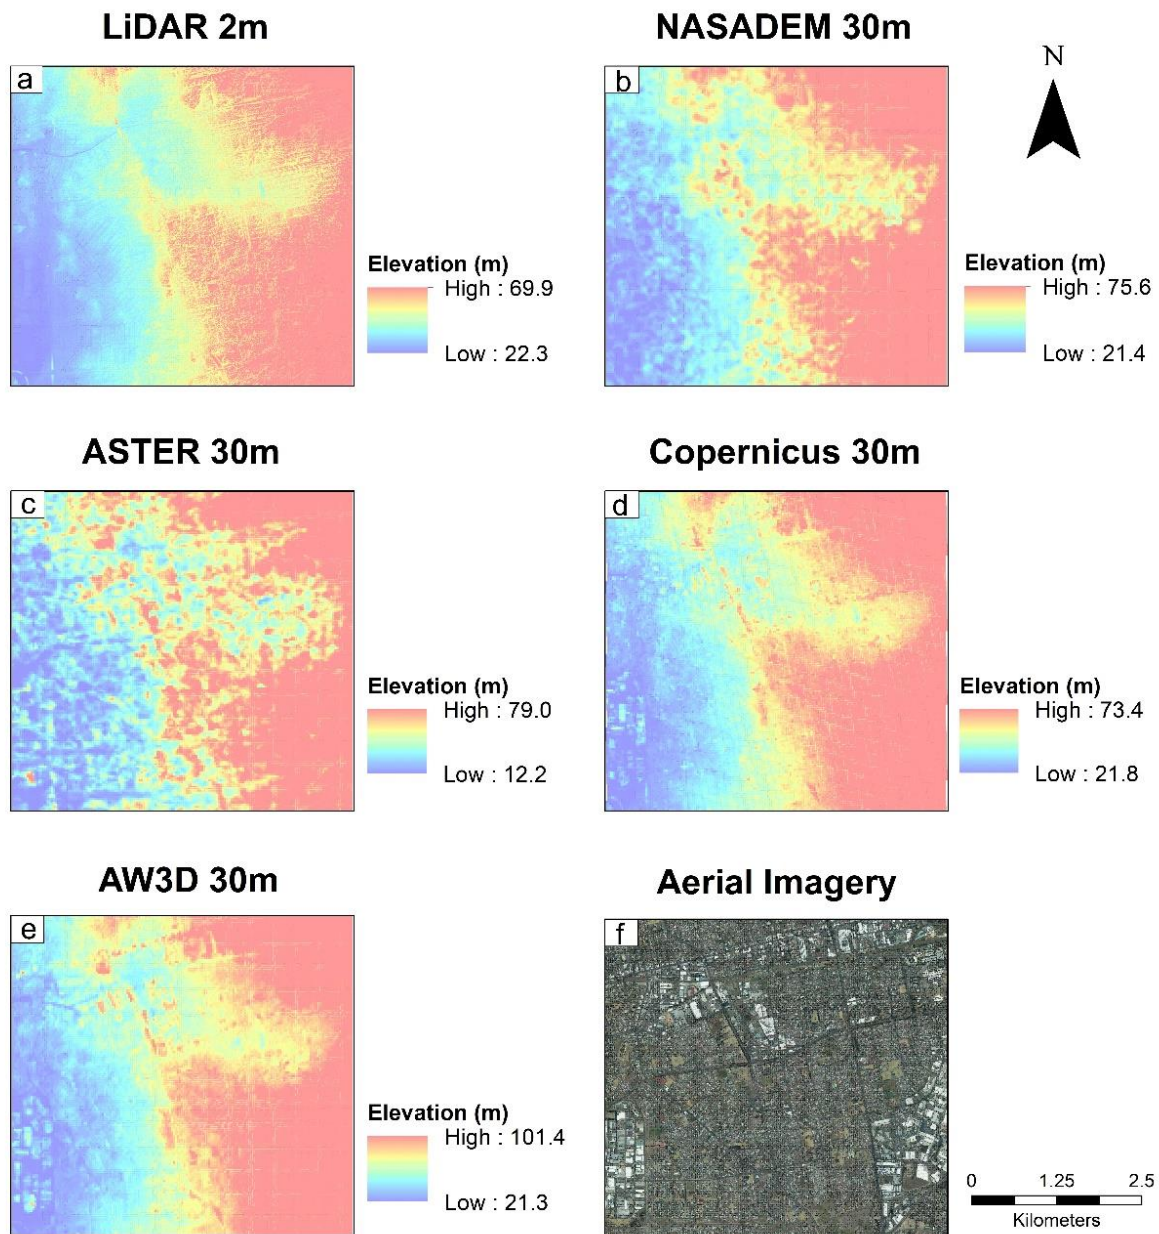 LiDAR 2m
NASADEM 30m
N
a
b
Elevation (m)
High : 69.9
Low : 22.3
Elevation (m)
High : 75.6
Low : 21.4
ASTER 30m
Copernicus 30m
c
d
Elevation (m)
High : 79.0
Low : 12.2
Elevation (m)
High : 73.4
Low : 21.8
AW3D 30m
Aerial Imagery
e
f
Elevation (m)
High : 101.4
Low : 21.3
0 1.25 2.5
Kilometers